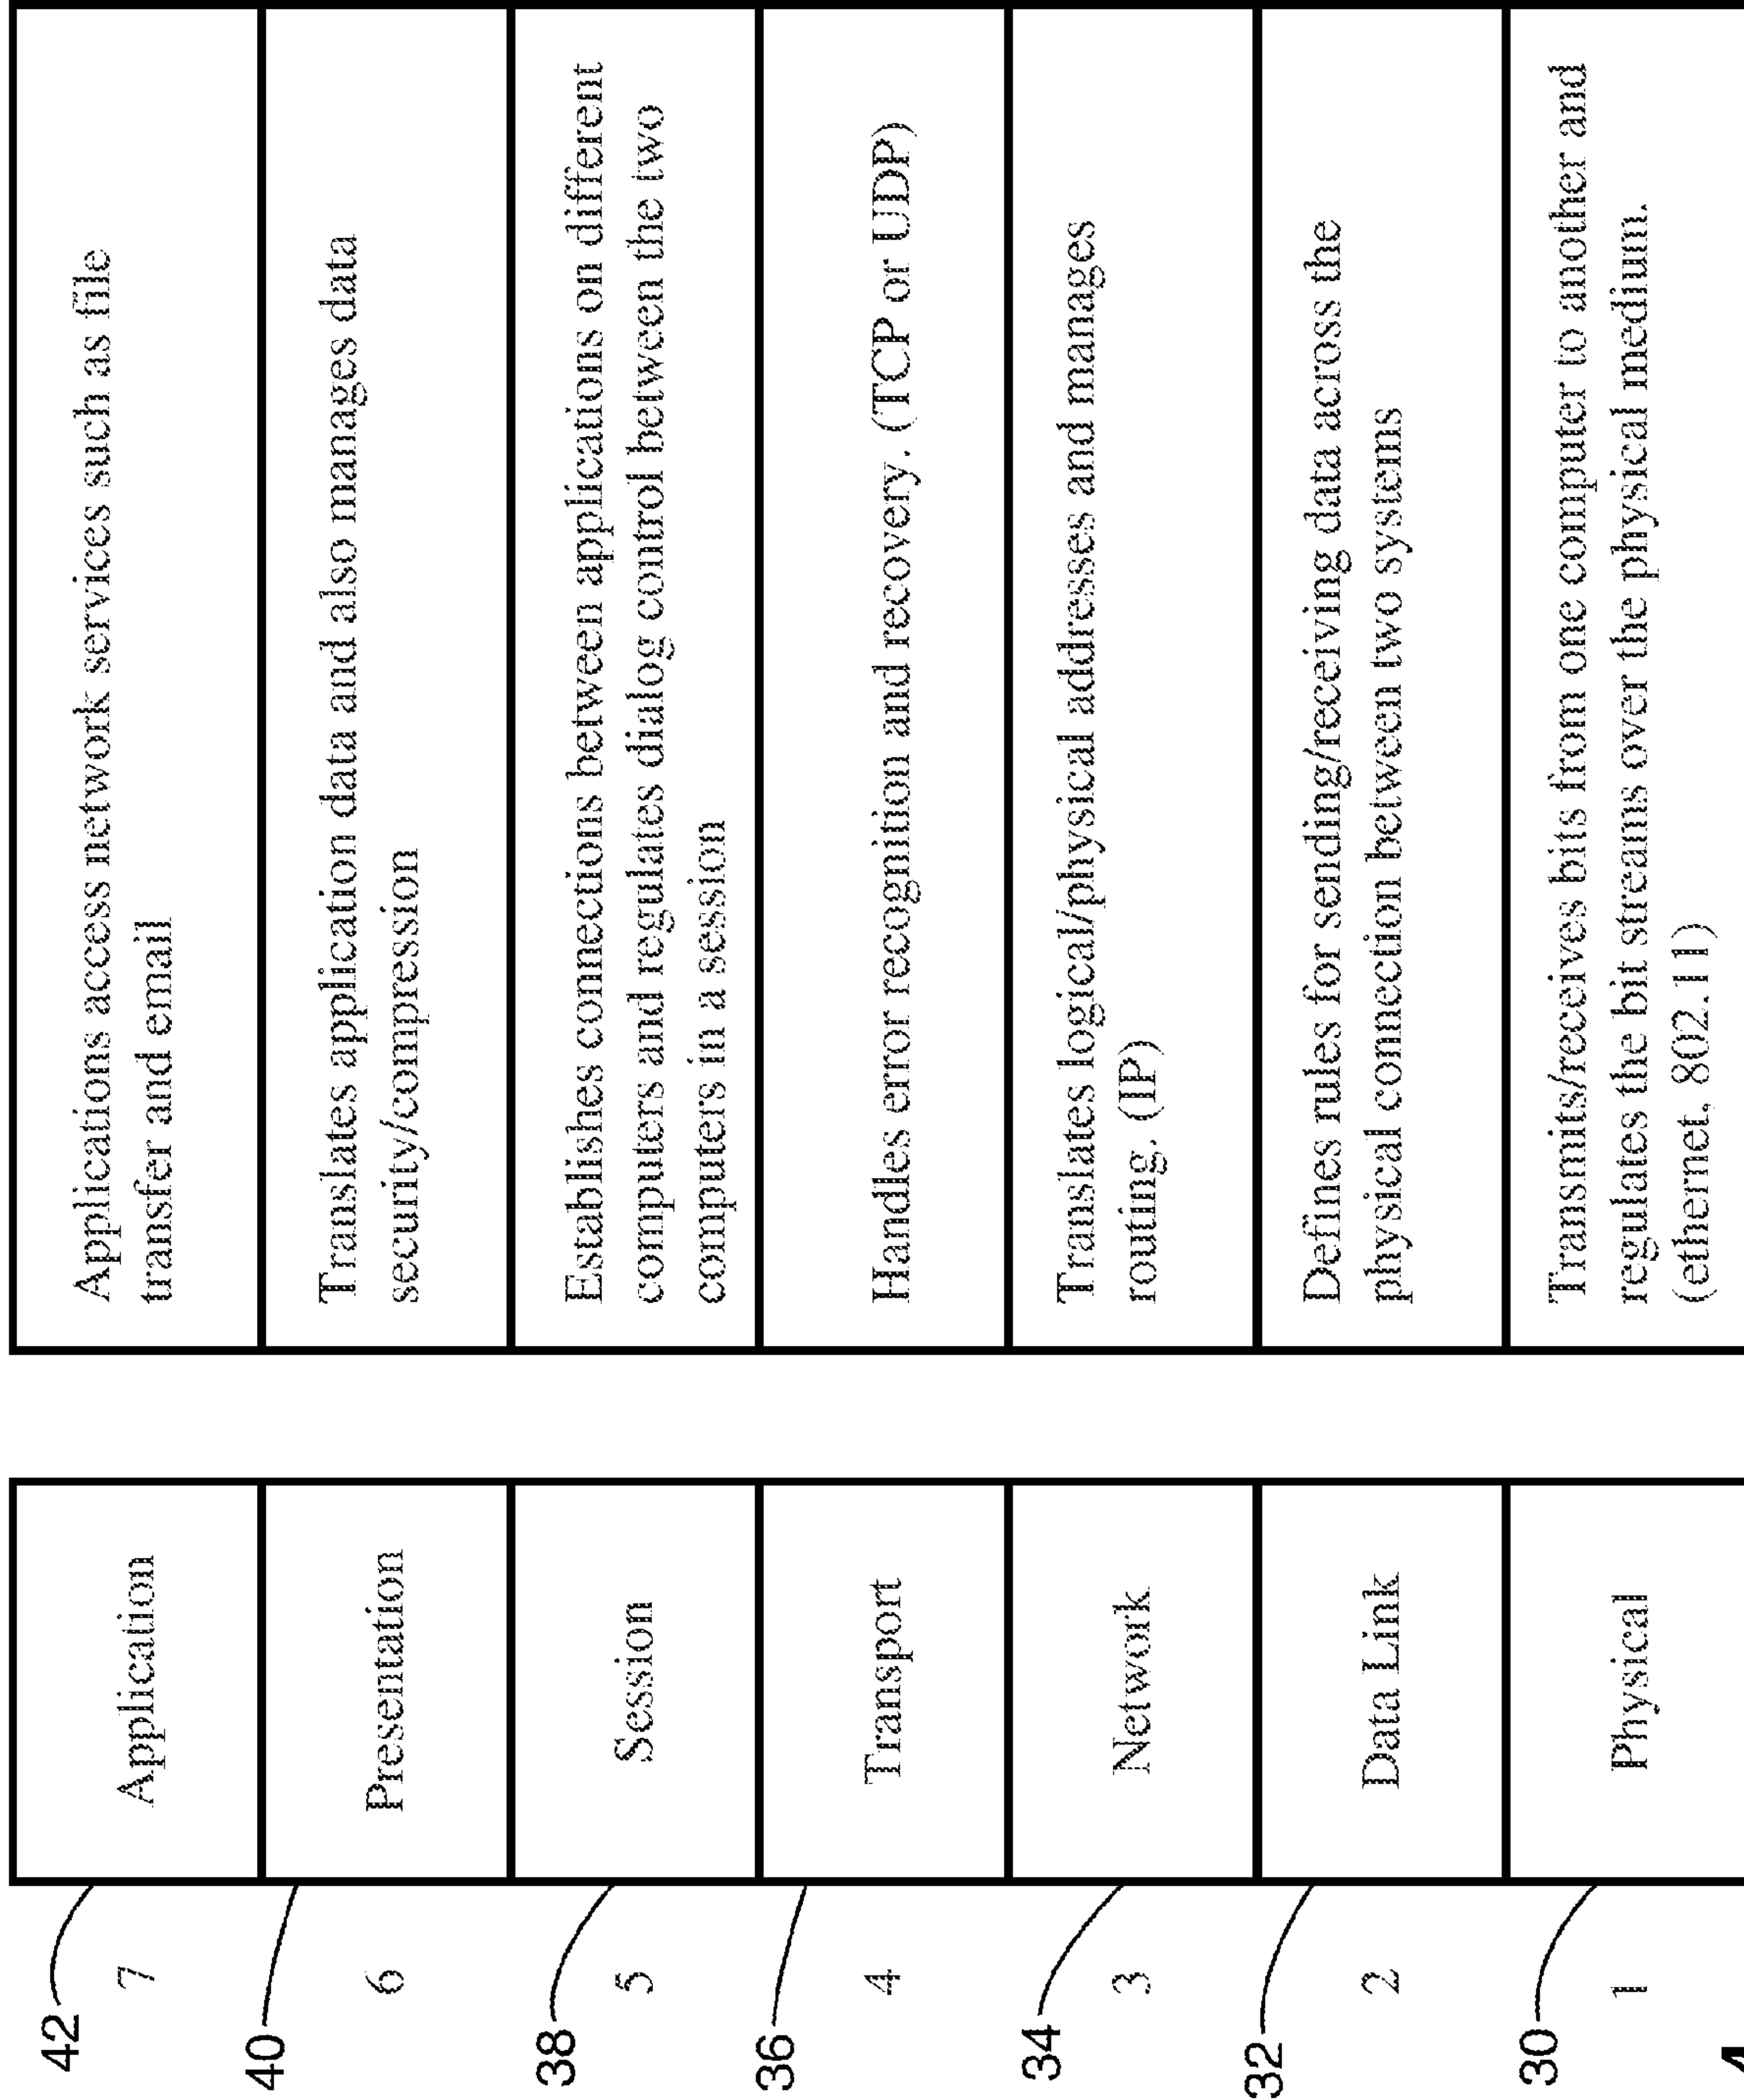 42
7
Application
Applications access network services such as file
transfer and email
40
6
Presentation
Translates application data and also manages data
security/compression
38
5
Session
Establishes connections between applications on different
computers and regulates dialog control between the two
computers in a session
36
4
Transport
Handles error recognition and recovery. (TCP or UDP)
34
3
Network
Translates logical/physical addresses and manages
routing. (IP)
32
2
Data Link
Defines rules for sending/receiving data across the
physical connection between two systems
30
1
Physical
Transmits/receives bits from one computer to another and
regulates the bit streams over the physical medium.
(ethernet, 802.11)